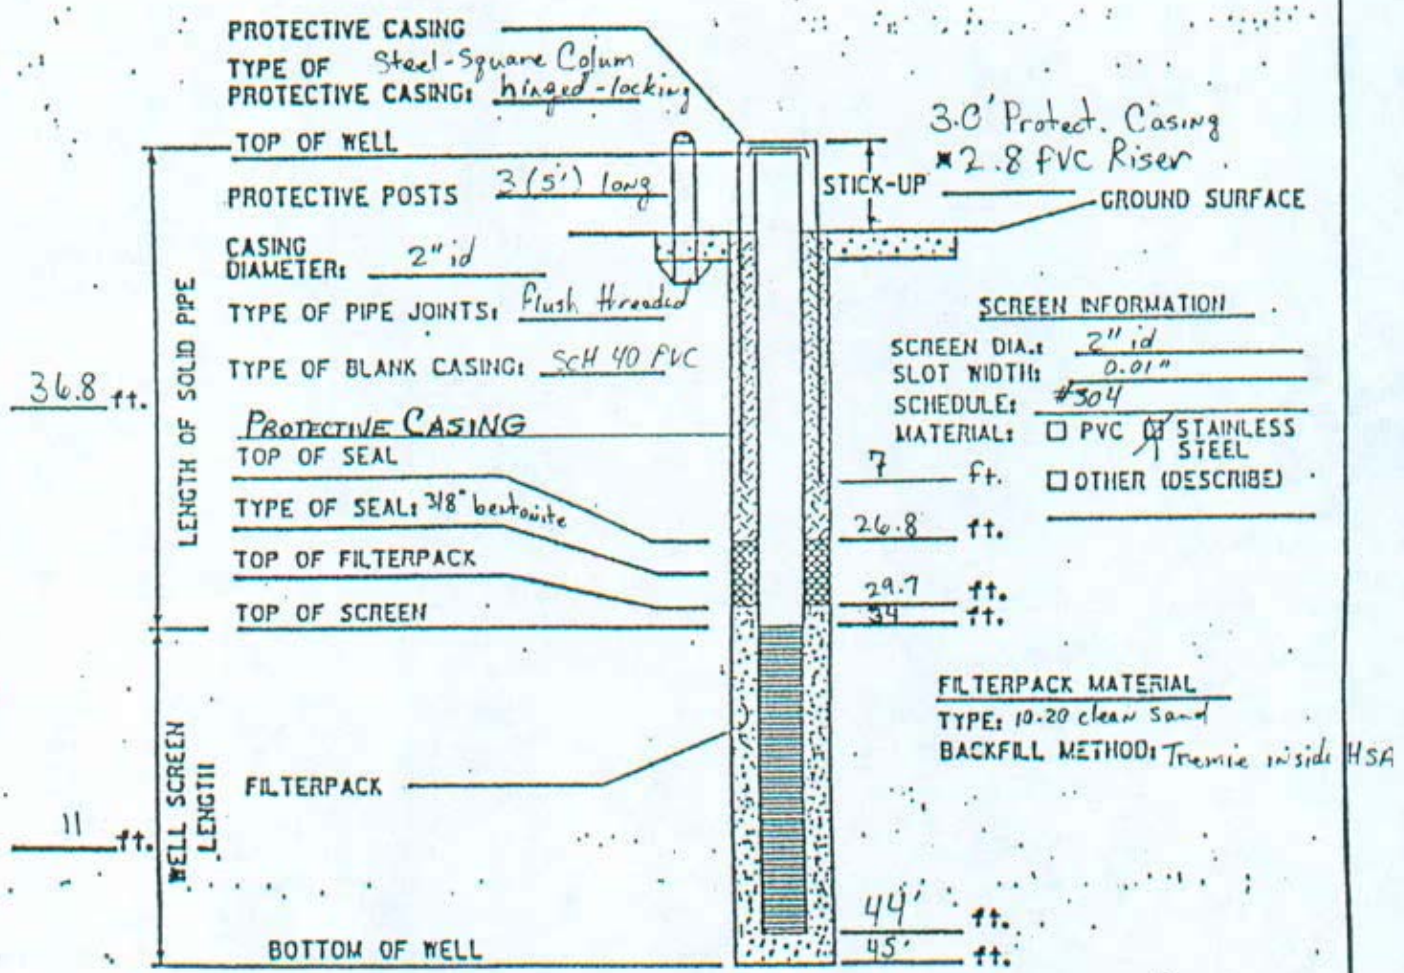 PROTECTIVE CASING
TYPE OF Steel-Square Colum
PROTECTIVE CASING: hinged-locking
3.0' Protect. Casing
TOP OF WELL
*2.8 PVC Riser
PROTECTIVE POSTS 3 (5') long
STICK-UP
GROUND SURFACE
CASING
DIAMETER: 2" id
TYPE OF PIPE JOINTS: Flush threaded
SCREEN INFORMATION
SCREEN DIA.: 2" id
TYPE OF BLANK CASING: SCH 40 PVC
SLOT WIDTH: 0.01"
36.8 ft.
LENGTH OF SOLID PIPE
SCHEDULE: #304
PROTECTIVE CASING
MATERIAL: PVC STAINLESS
STEEL
TOP OF SEAL
7 ft.
OTHER (DESCRIBE)
TYPE OF SEAL: 3/8" bentonite
26.8 ft.
TOP OF FILTERPACK
29.7 ft.
TOP OF SCREEN
34 ft.
FILTERPACK MATERIAL
TYPE: 10-20 clean Sand
BACKFILL METHOD: Tremie inside HSA
FILTERPACK
11 ft.
WELL SCREEN
LENGTH
44' ft.
BOTTOM OF WELL
45' ft.